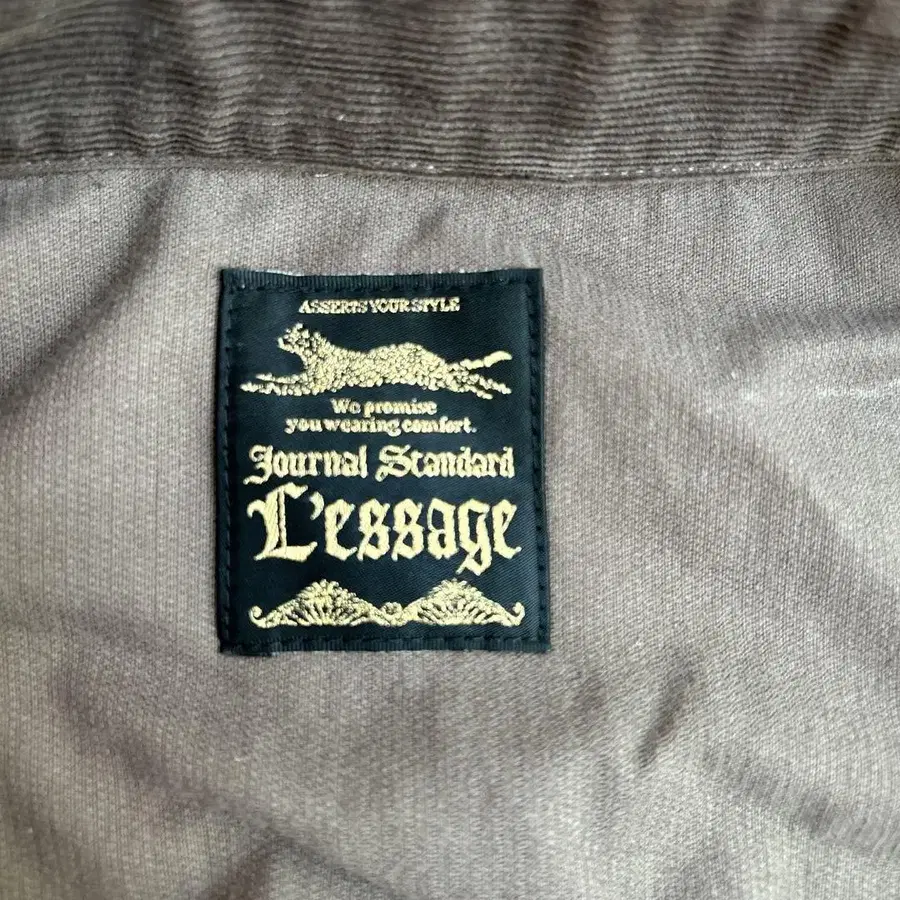 ASSERTS YOUR STYLE
We promise
you wearing comfort.
Journal Standard
L'essage